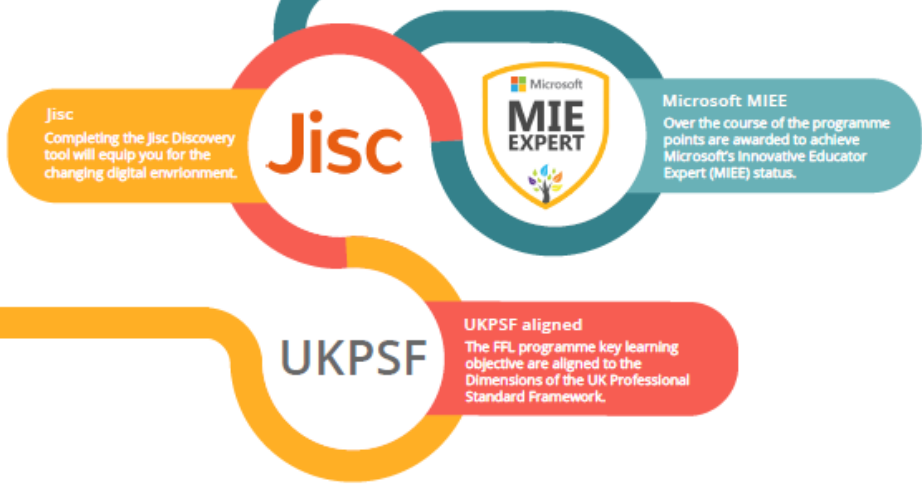 Jisc
Completing the Jisc Discovery
tool will equip you for the
changing digital envrionment.
Jisc
Microsoft
MIE
EXPERT
Microsoft MIEE
Over the course of the programme
points are awarded to achieve
Microsoft's Innovative Educator
Expert (MIEE) status.
UKPSF
UKPSF aligned
The FFL programme key learning
objective are aligned to the
Dimensions of the UK Professional
Standard Framework.